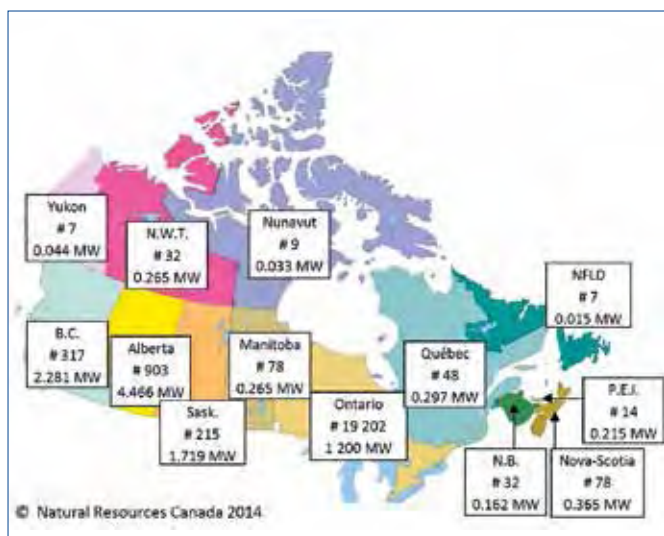 Yukon
# 7
0.044 MW
N.W.T.
# 32
0.265 MW
Nunavut
# 9
0.033 MW
NFLD
# 7
0.015 MW
B.C.
# 317
2.281 MW
Alberta
# 903
4.466 MW
Sask.
# 215
1.719 MW
Manitoba
# 78
0.265 MW
Ontario
# 19 202
1 200 MW
Québec
# 48
0.297 MW
P.E.I.
# 14
0.215 MW
N.B.
# 32
0.162 MW
Nova-Scotia
# 78
0.365 MW
© Natural Resources Canada 2014